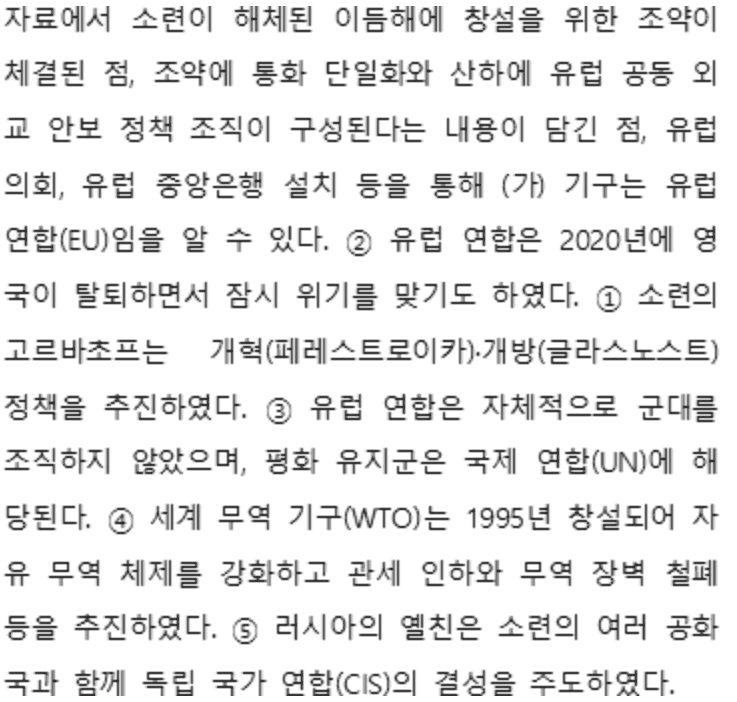 자료에서 소련이 해체된 이듬해에 창설을 위한 조약이
체결된 점, 조약에 통화 단일화와 산하에 유럽 공동 외
교 안보 정책 조직이 구성된다는 내용이 담긴 점, 유럽
의회, 유럽 중앙은행 설치 등을 통해 (가) 기구는 유럽
연합(EU)임을 알 수 있다. ② 유럽 연합은 2020년에 영
국이 탈퇴하면서 잠시 위기를 맞기도 하였다. ① 소련의
고르바초프는 개혁(페레스트로이카)·개방(글라스노스트)
정책을 추진하였다. ③ 유럽 연합은 자체적으로 군대를
조직하지 않았으며, 평화 유지군은 국제 연합(UN)에 해
당된다. ④ 세계 무역 기구(WTO)는 1995년 창설되어 자
유 무역 체제를 강화하고 관세 인하와 무역 장벽 철폐
등을 추진하였다. ⑤ 러시아의 옐친은 소련의 여러 공화
국과 함께 독립 국가 연합(CIS)의 결성을 주도하였다.